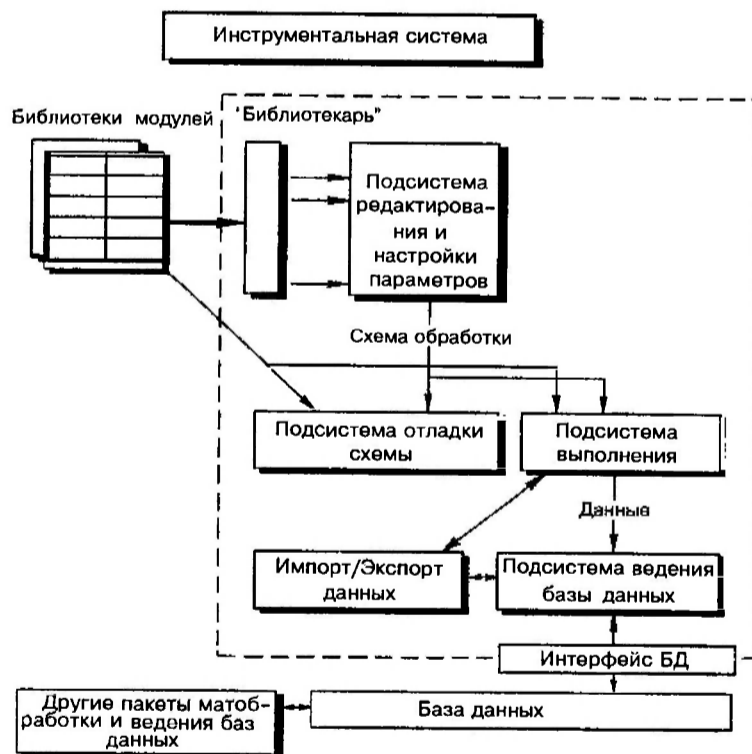 Инструментальная система
Библиотеки модулей
"Библиотекарь"
Подсистема
редактирова-
ния и
настройки
параметров
Схема обработки
Подсистема отладки
схемы
Подсистема
выполнения
Данные
Импорт/Экспорт
данных
Подсистема ведения
базы данных
Интерфейс БД
Другие пакеты матоб-
работки и ведения баз
данных
База данных